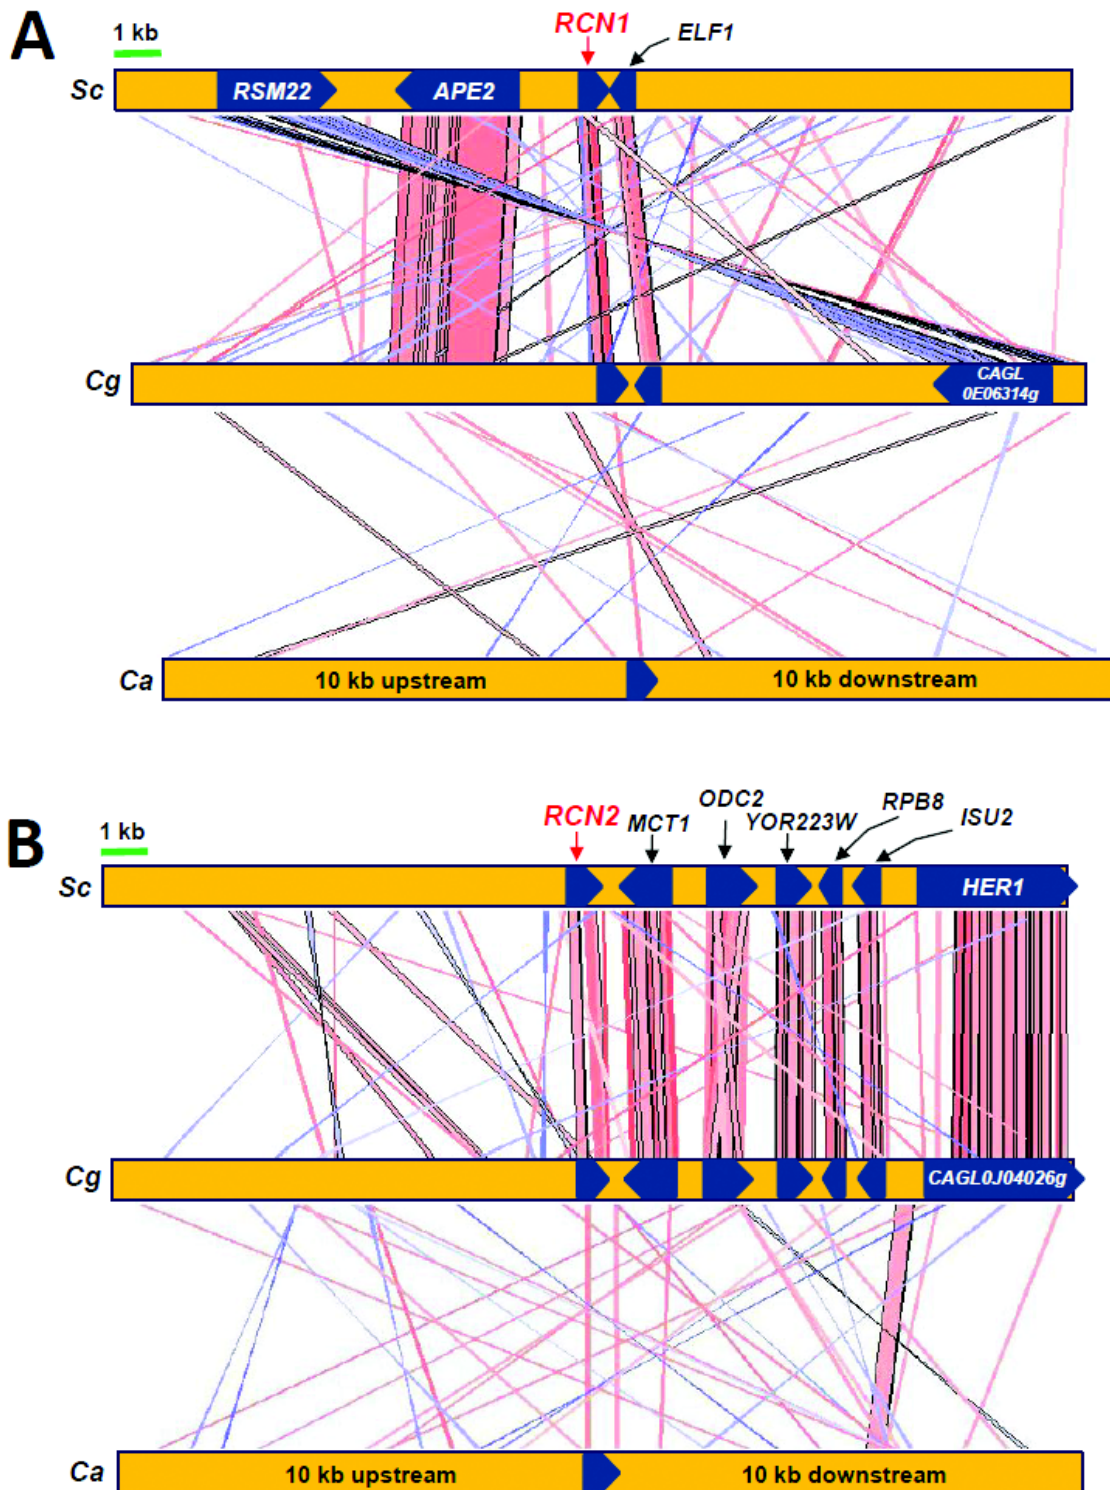 A
1 kb
RCN1
ELF1
Sc
RSM22
APE2
Cg
CAGL
0E06314g
Ca
10 kb upstream
10 kb downstream
B
1 kb
RCN2
MCT1
ODC2
YOR223W
RPB8
ISU2
Sc
HER1
Cg
CAGL0J04026g
Ca
10 kb upstream
10 kb downstream